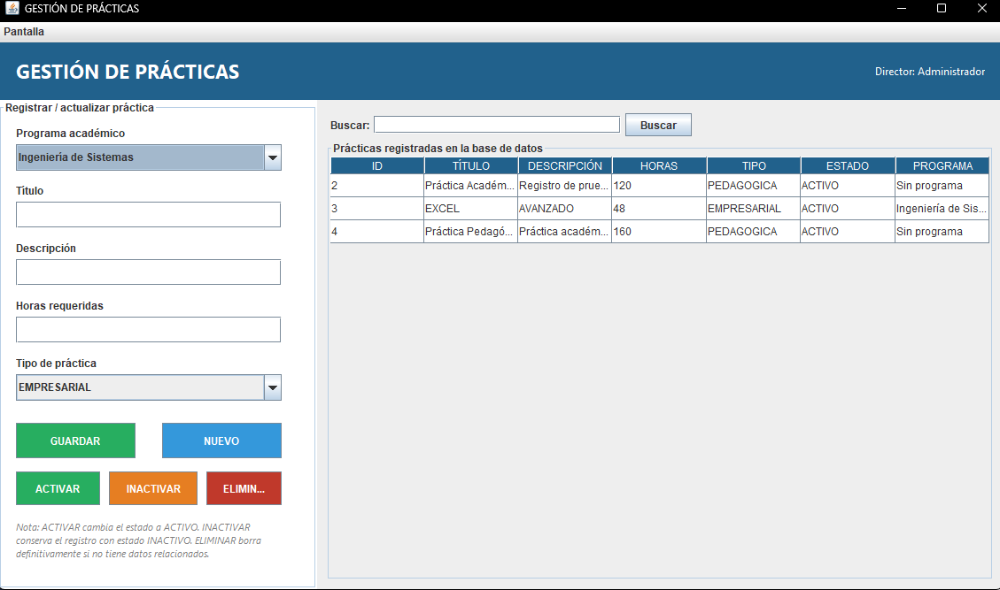 GESTIÓN DE PRÁCTICAS
Pantalla
GESTIÓN DE PRÁCTICAS
Director: Administrador
Registrar / actualizar práctica
Programa académico
Ingeniería de Sistemas
Título
Descripción
Horas requeridas
Tipo de práctica
EMPRESARIAL
GUARDAR NUEVO
ACTIVAR INACTIVAR ELIMIN...
Nota: ACTIVAR cambia el estado a ACTIVO. INACTIVAR
conserva el registro con estado INACTIVO. ELIMINAR borra
definitivamente si no tiene datos relacionados.
Buscar: Buscar
Prácticas registradas en la base de datos
ID TÍTULO DESCRIPCIÓN HORAS TIPO ESTADO PROGRAMA
2 Práctica Académ... Registro de prue... 120 PEDAGOGICA ACTIVO Sin programa
3 EXCEL AVANZADO 48 EMPRESARIAL ACTIVO Ingeniería de Sis...
4 Práctica Pedagó... Práctica académ... 160 PEDAGOGICA ACTIVO Sin programa